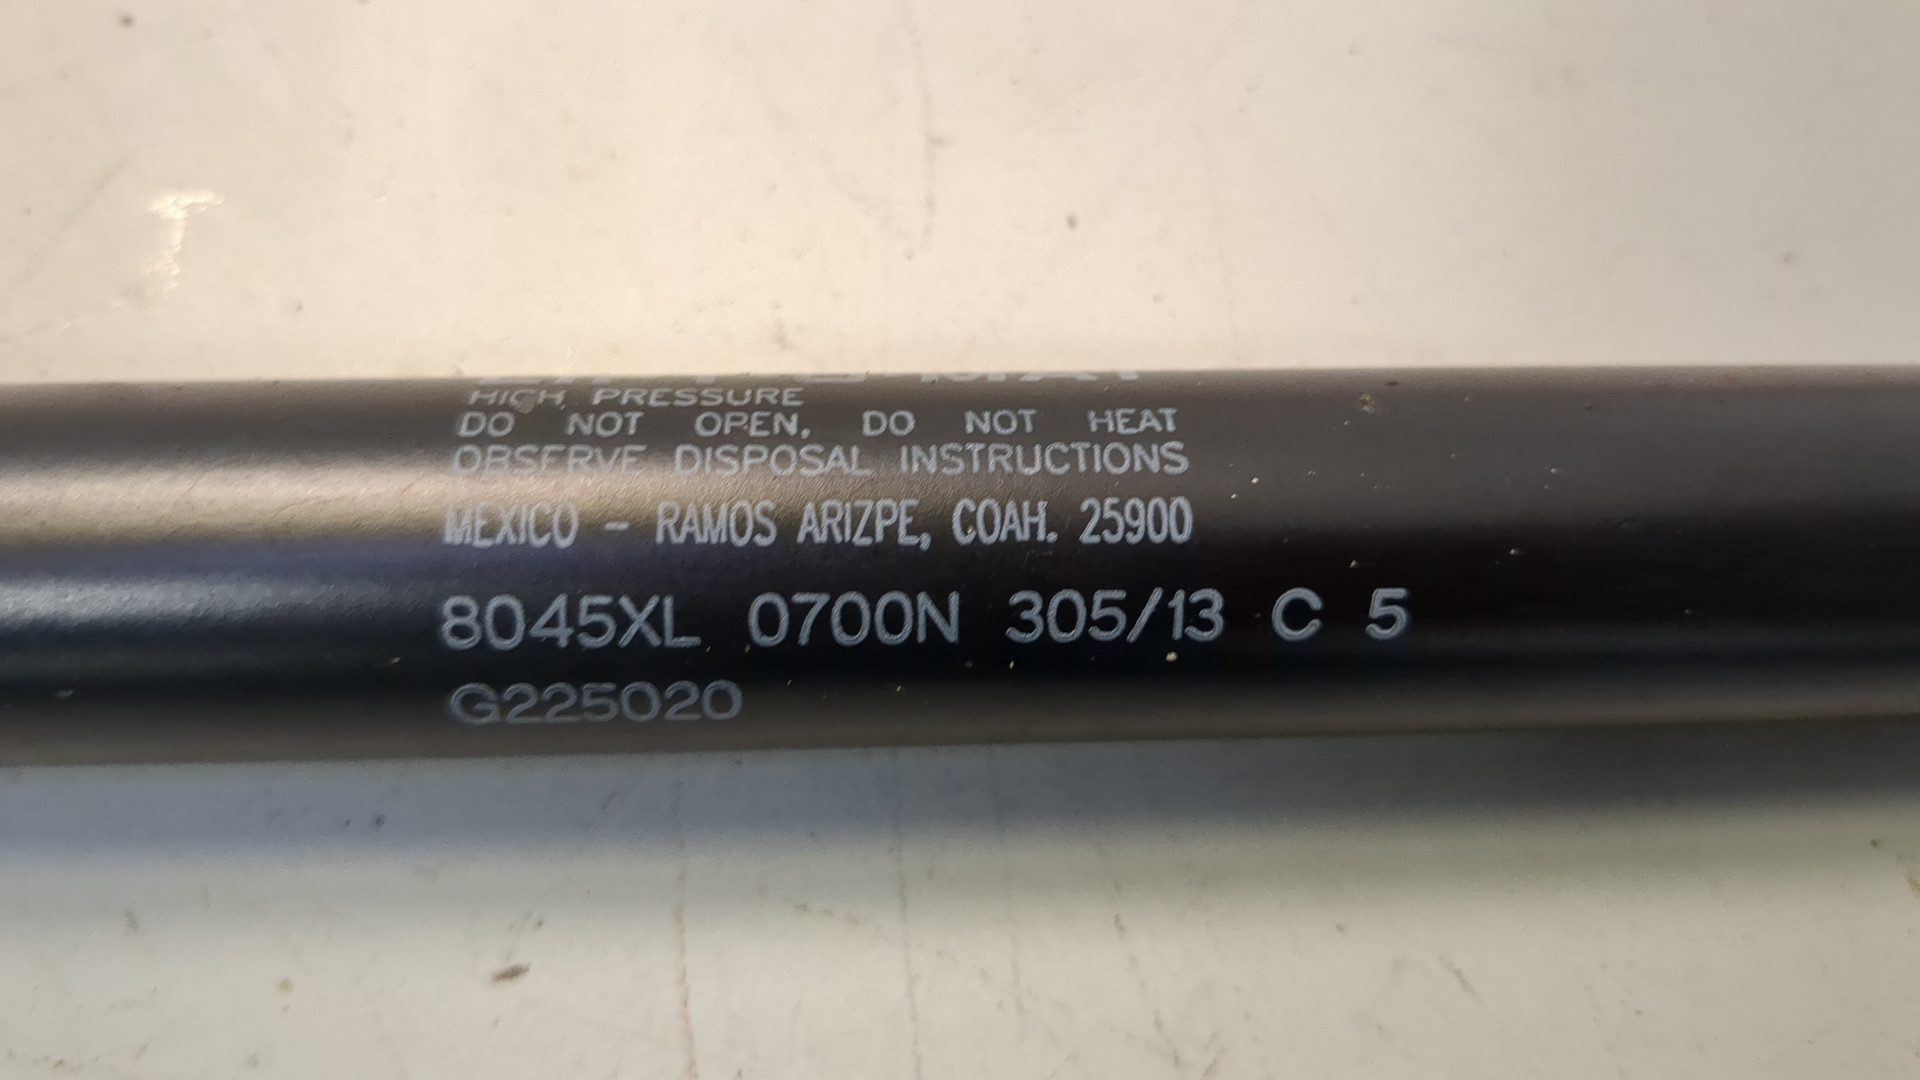 HIGH PRESSURE
DO NOT OPEN, DO NOT HEAT
OBSERVE DISPOSAL INSTRUCTIONS
MEXICO - RAMOS ARIZPE, COAH. 25900
8045XL 0700N 305/13 C 5
G225020